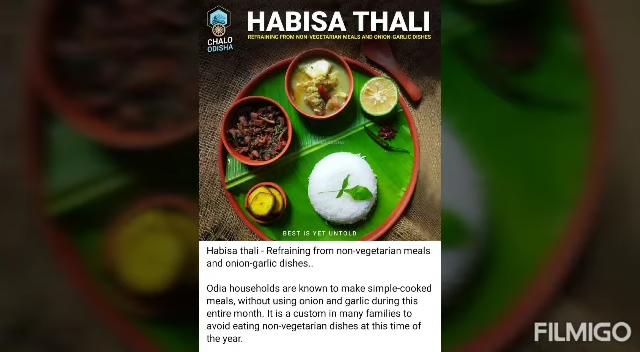 HABISA THALI
REFRAINING FROM NON-VEGETARIAN MEALS AND ONION-GARLIC DISHES
CHALO
ODISHA
BEST IS YET UNTOLD
Habisa thali - Refraining from non-vegetarian meals
and onion-garlic dishes..
Odia households are known to make simple-cooked
meals, without using onion and garlic during this
entire month. It is a custom in many families to
avoid eating non-vegetarian dishes at this time of
the year.
FILMIGO